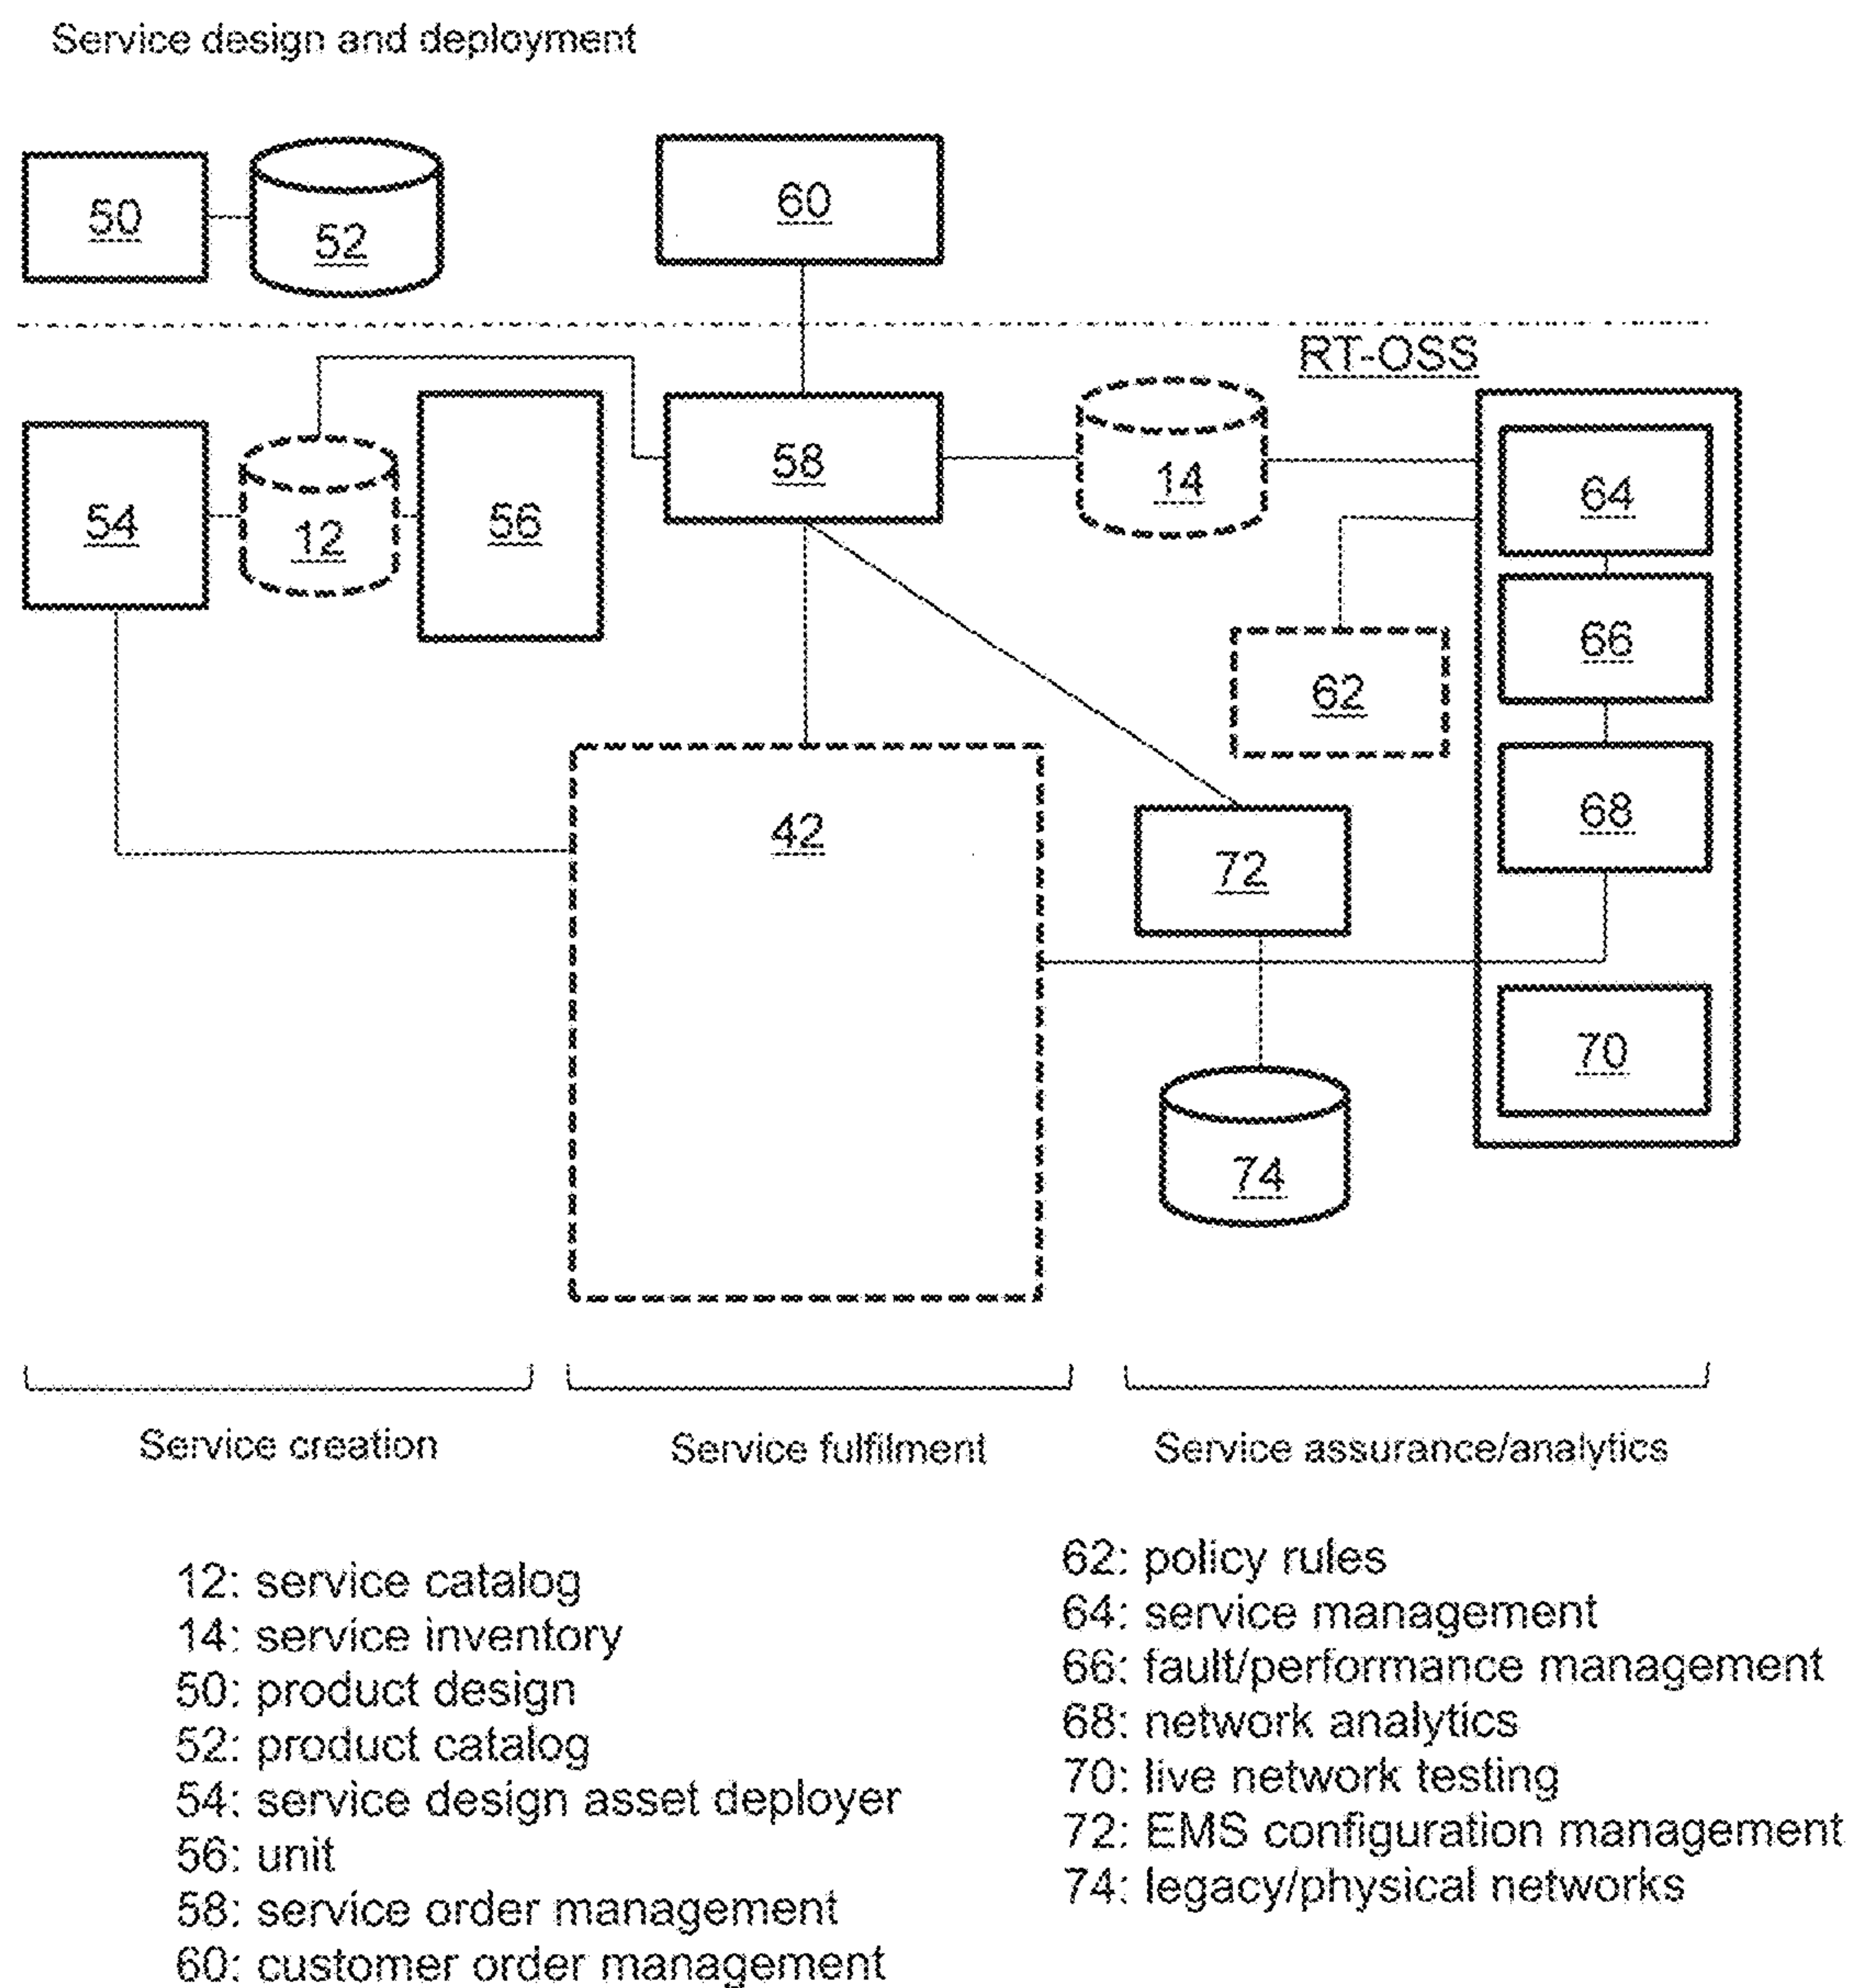 Service design and deployment
50
52
60
RT-OSS
54
12
56
58
14
64
66
62
42
68
72
70
74
Service creation
Service fulfilment
Service assurance/analytics
12: service catalog
14: service inventory
50: product design
52: product catalog
54: service design asset deployer
56: unit
58: service order management
60: customer order management
62: policy rules
64: service management
66: fault/performance management
68: network analytics
70: live network testing
72: EMS configuration management
74: legacy/physical networks